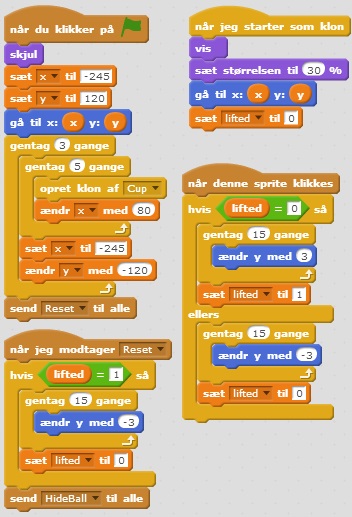 når du klikker på
skjul
sæt x til -245
sæt y til 120
gå til x: x y: y
gentag 3 gange
gentag 5 gange
opret klon af Cup
ændr x med 80
sæt x til -245
ændr y med -120
send Reset til alle
når jeg modtager Reset
hvis lifted = 1 så
gentag 15 gange
ændr y med -3
sæt lifted til 0
send HideBall til alle
når jeg starter som klon
vis
sæt størrelsen til 30 %
gå til x: x y: y
sæt lifted til 0
når denne sprite klikkes
hvis lifted = 0 så
gentag 15 gange
ændr y med 3
sæt lifted til 1
ellers
gentag 15 gange
ændr y med -3
sæt lifted til 0